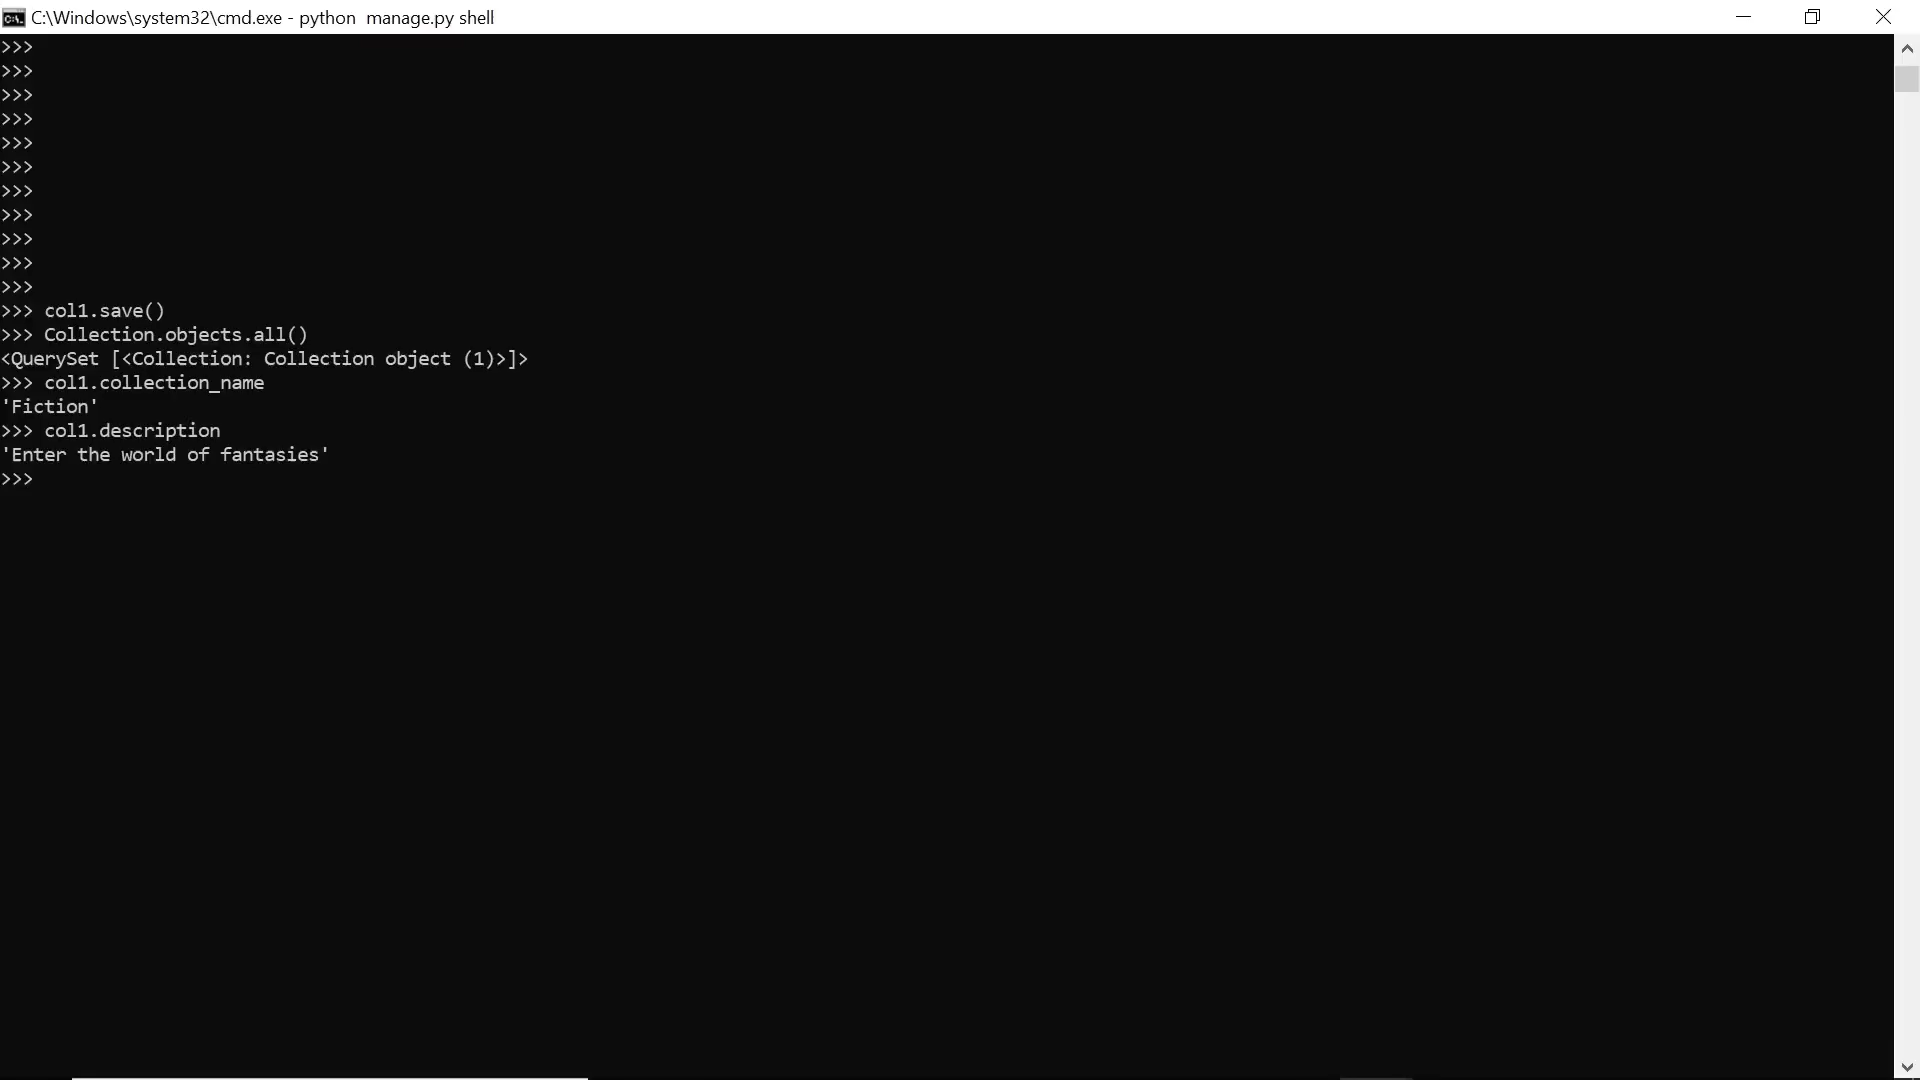 C:\Windows\system32\cmd.exe - python  manage.py shell
>>>
>>>
>>>
>>>
>>>
>>>
>>>
>>>
>>>
>>>
>>>
>>> col1.save()
>>> Collection.objects.all()
<QuerySet [<Collection: Collection object (1)>]>
>>> col1.collection_name
'Fiction'
>>> col1.description
'Enter the world of fantasies'
>>>